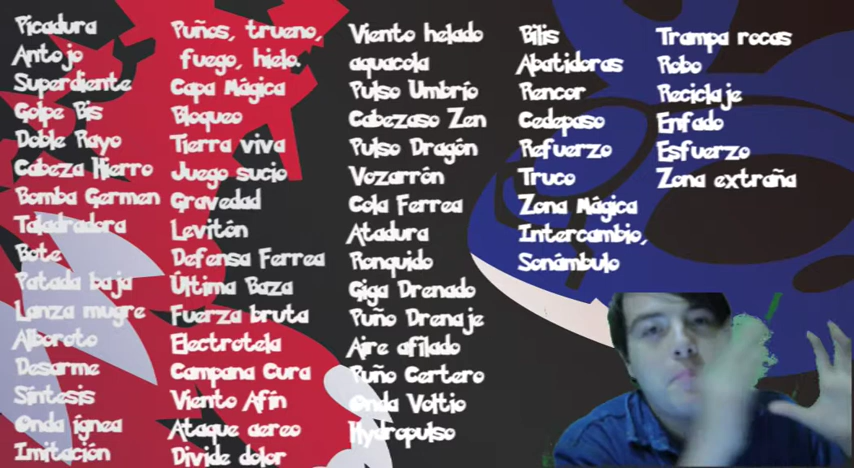 Picadura
Antojo
Superdiente
Golpe Bis
Doble Rayo
Cabeza Hierro
Bomba Germen
Taladradora
Bote
Patada baja
Lanza mugre
Alboroto
Desarme
Síntesis
Onda ígnea
Imitación
Puños, trueno,
fuego, hielo.
Capa Mágica
Bloqueo
Tierra viva
Juego sucio
Gravedad
Levitón
Defensa Ferrea
Última Baza
Fuerza bruta
Electrotela
Campana Cura
Viento Afín
Ataque aereo
Divide dolor
Viento helado
aquacola
Pulso Umbrío
Cabezaso Zen
Pulso Dragón
Vozarrón
Cola Ferrea
Atadura
Ronquido
Giga Drenado
Puño Drenaje
Aire afilado
Puño Certero
Onda Voltio
Hydropulso
Bilis
Abatidoras
Rencor
Cedepaso
Refuerzo
Truco
Zona Mágica
Intercambio,
Sonámbulo
Trampa rocas
Robo
Reciclaje
Enfado
Esfuerzo
Zona extraña